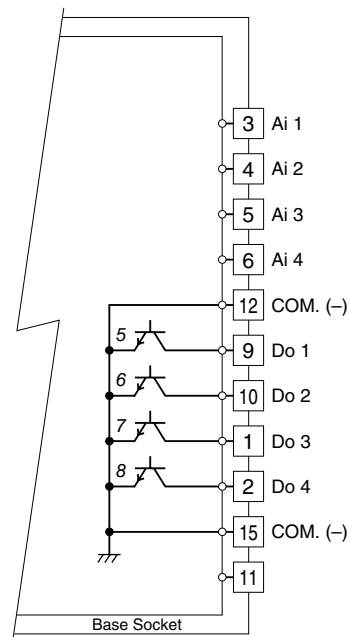 3 Ai 1
4 Ai 2
5 Ai 3
6 Ai 4
12 COM. (–)
5 9 Do 1
6 10 Do 2
7 1 Do 3
8 2 Do 4
15 COM. (–)
11
Base Socket